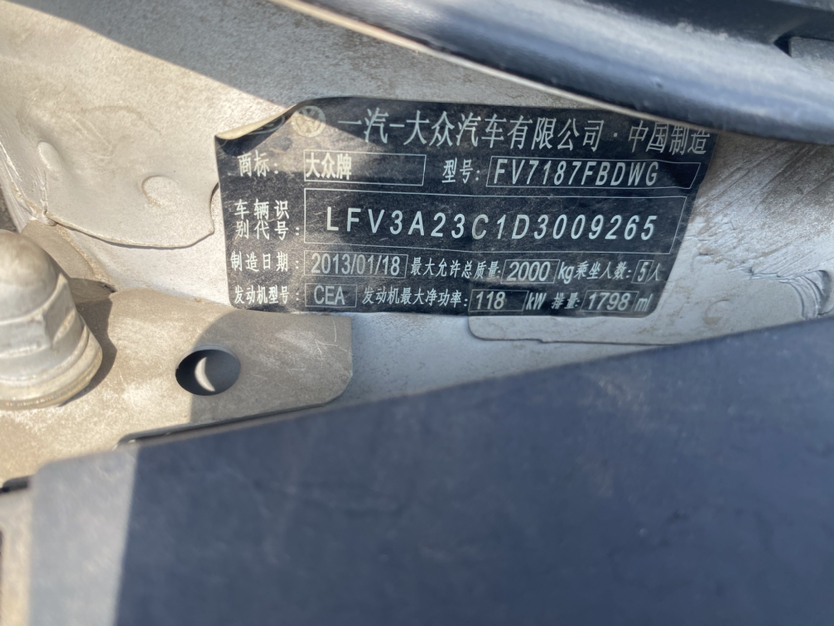 一汽-大众汽车有限公司·中国制造
商标: 大众牌 型号: FV7187FBDWG
车辆识别代号: LFV3A23C1D3009265
制造日期: 2013/01/18 最大允许总质量: 2000 kg 乘坐人数: 5人
发动机型号: CEA 发动机最大净功率: 118 kW 排量: 1798 ml